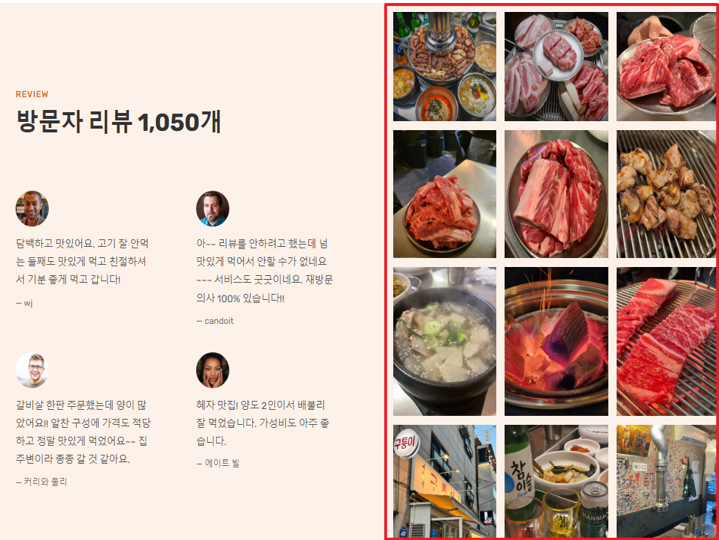 REVIEW
방문자 리뷰 1,050개
담백하고 맛있어요. 고기 잘 안먹
는 둘째도 맛있게 먹고 친절하셔
서 기분 좋게 먹고 갑니다!
– wj
아~~ 리뷰를 안하려고 했는데 넘
맛있게 먹어서 안할 수가 없네요
~~~ 서비스도 굿굿이네요. 재방문
의사 100% 있습니다!!
– candoit
갈비살 한판 주문했는데 양이 많
았어요!! 알찬 구성에 가격도 적당
하고 정말 맛있게 먹었어요~~ 집
주변이라 종종 갈 것 같아요.
– 커리와 쿨리
혜자 맛집! 양도 2인이서 배불리
잘 먹었습니다. 가성비도 아주 좋
습니다.
– 에이트 빌
구퉁이
참이슬